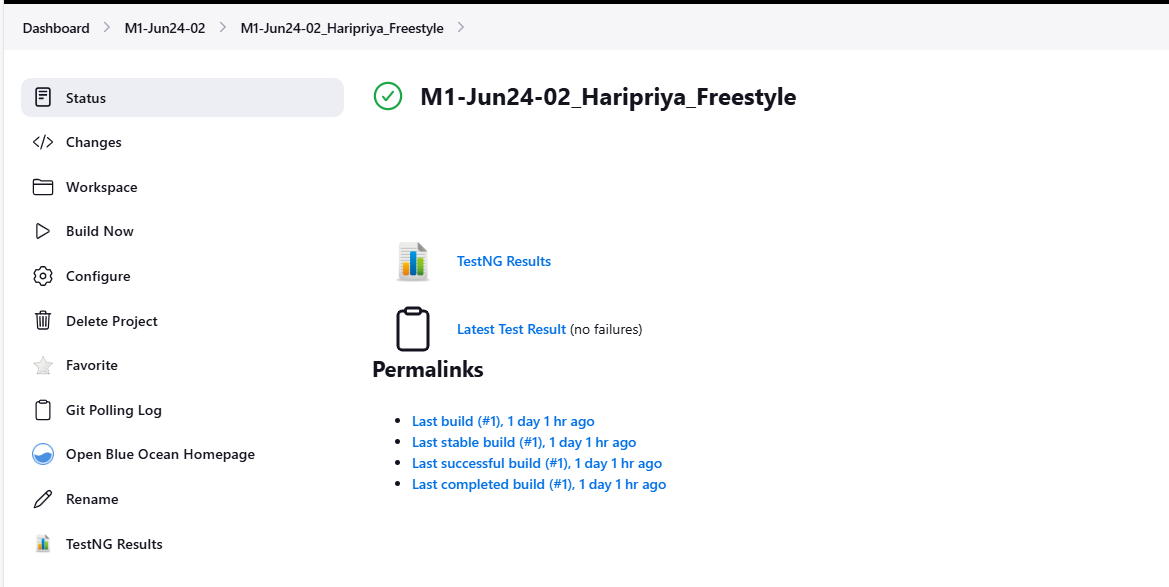 Dashboard > M1-Jun24-02 > M1-Jun24-02_Haripriya_Freestyle >
Status
Changes
Workspace
Build Now
Configure
Delete Project
Favorite
Git Polling Log
Open Blue Ocean Homepage
Rename
TestNG Results
M1-Jun24-02_Haripriya_Freestyle
TestNG Results
Latest Test Result (no failures)
Permalinks
Last build (#1), 1 day 1 hr ago
Last stable build (#1), 1 day 1 hr ago
Last successful build (#1), 1 day 1 hr ago
Last completed build (#1), 1 day 1 hr ago